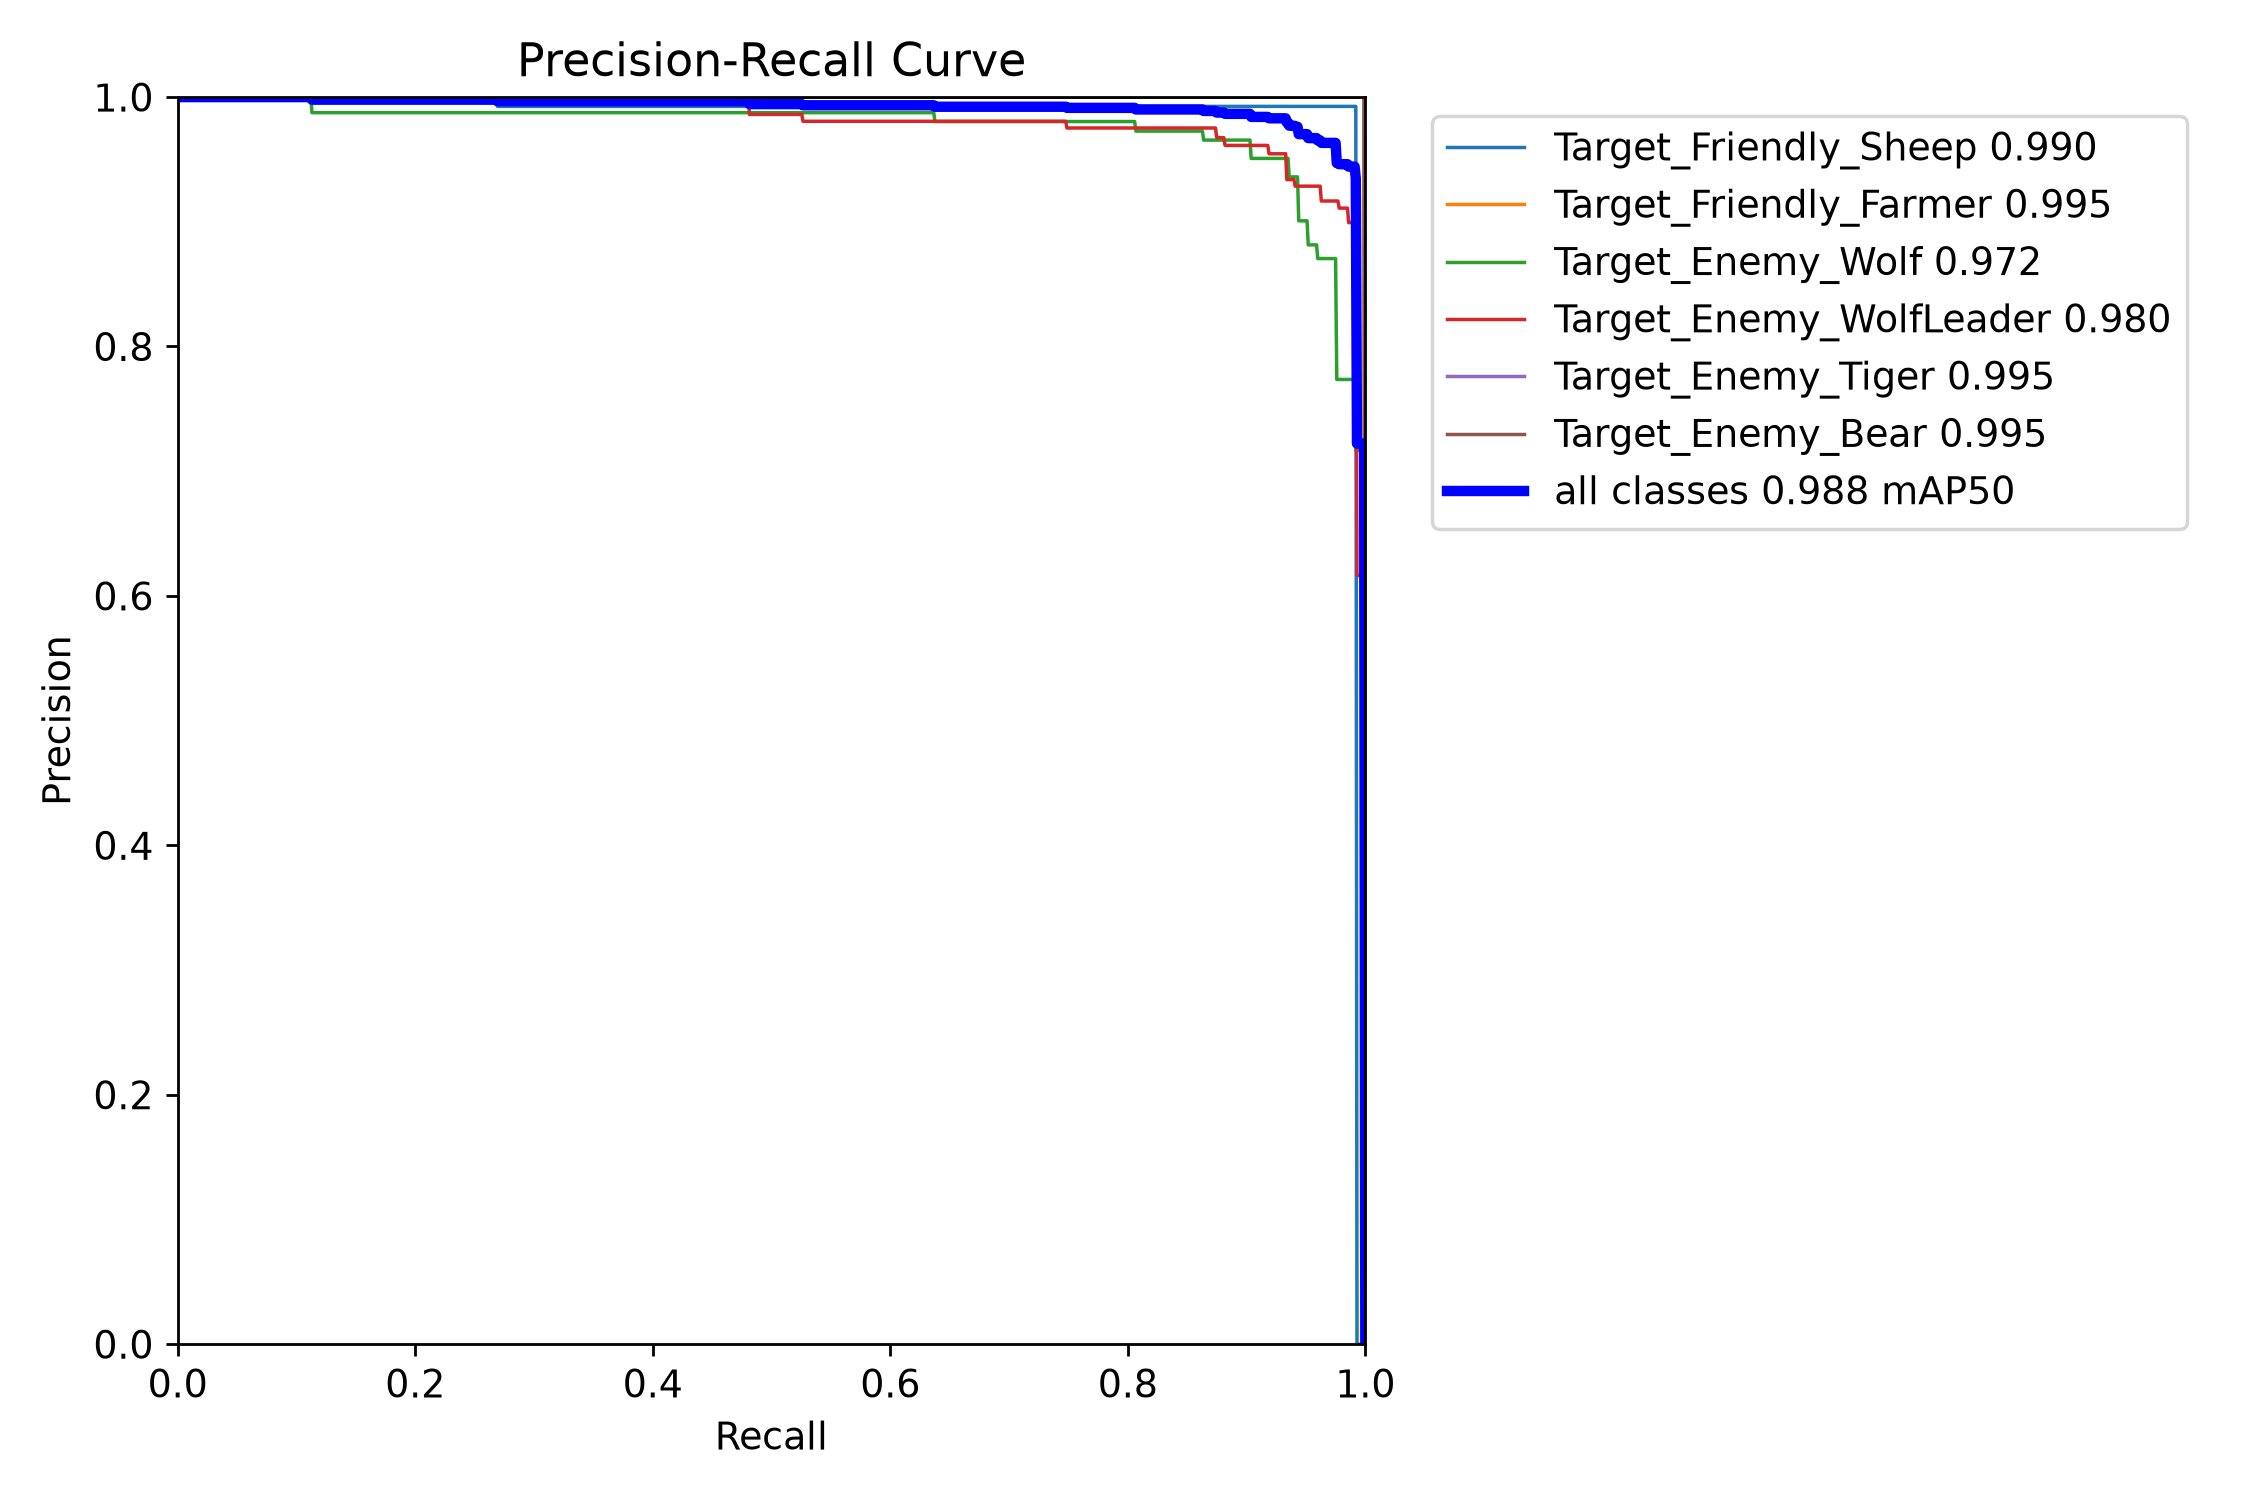 Precision-Recall Curve
1.0
0.8
0.6
0.4
0.2
0.0
Precision
0.0 0.2 0.4 0.6 0.8 1.0
Recall
Target_Friendly_Sheep 0.990
Target_Friendly_Farmer 0.995
Target_Enemy_Wolf 0.972
Target_Enemy_WolfLeader 0.980
Target_Enemy_Tiger 0.995
Target_Enemy_Bear 0.995
all classes 0.988 mAP50